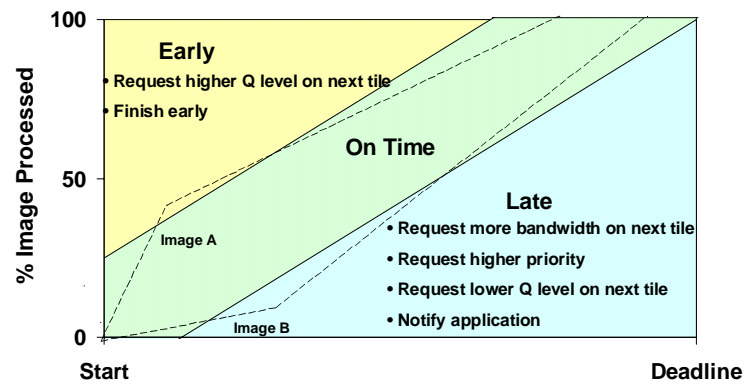 100
Early
• Request higher Q level on next tile
• Finish early
% Image Processed
On Time
50
Late
• Request more bandwidth on next tile
Image A
• Request higher priority
• Request lower Q level on next tile
• Notify application
Image B
0
Start
Deadline